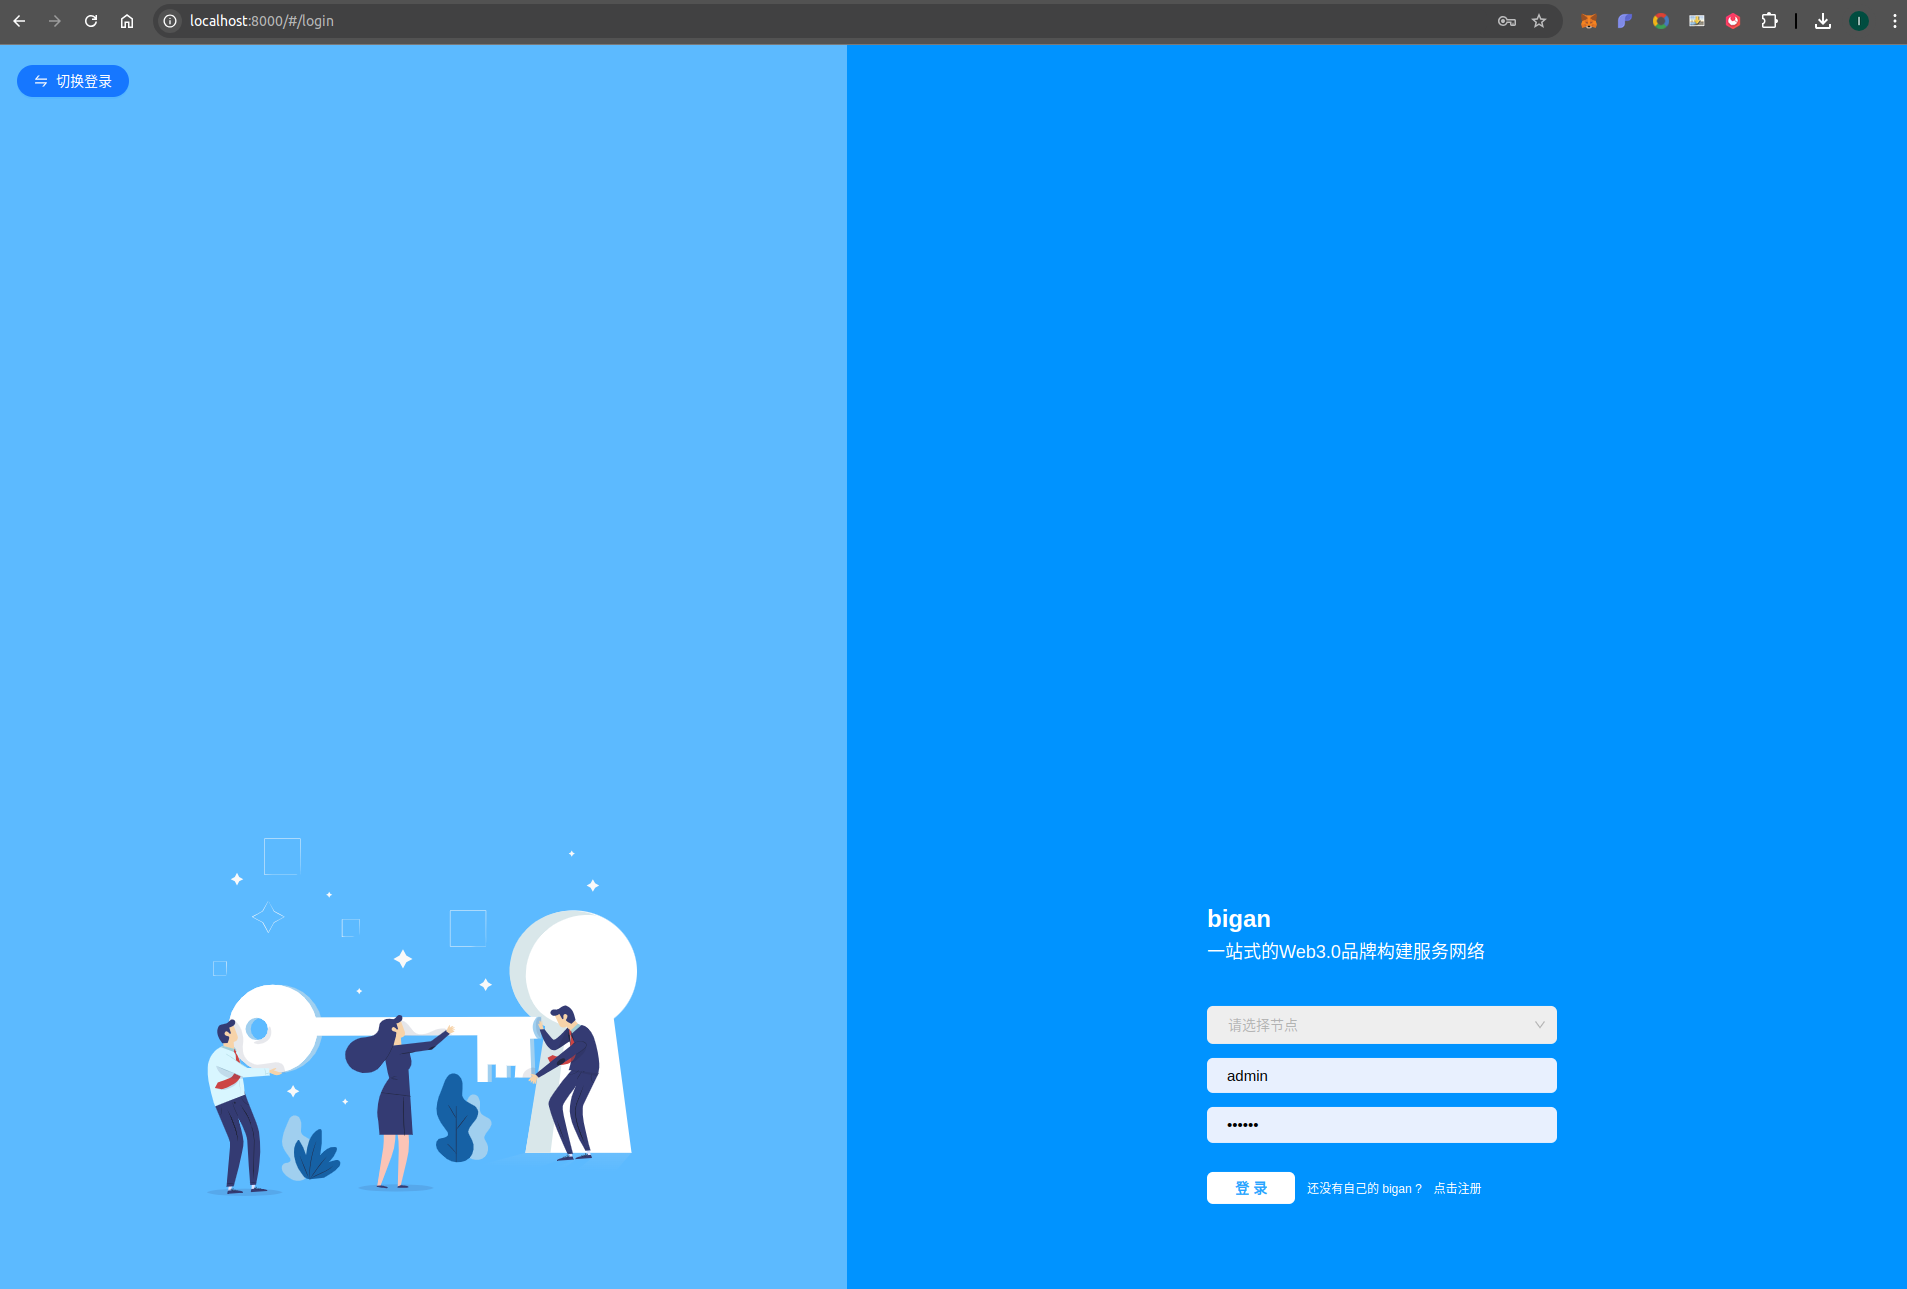 localhost:8000/#/login
切换登录
bigan
一站式的Web3.0品牌构建服务网络
请选择节点
admin
••••••
登 录 还没有自己的 bigan ? 点击注册